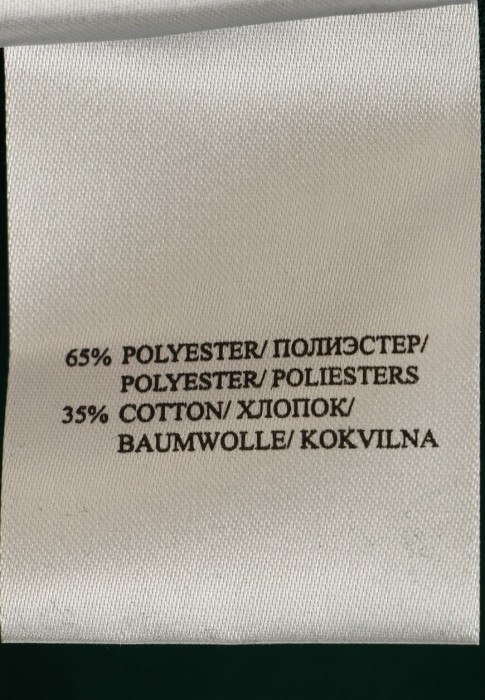 65% POLYESTER/ ПОЛИЭСТЕР/
POLYESTER/ POLIESTERS
35% COTTON/ ХЛОПОК/
BAUMWOLLE/ KOKVILNA